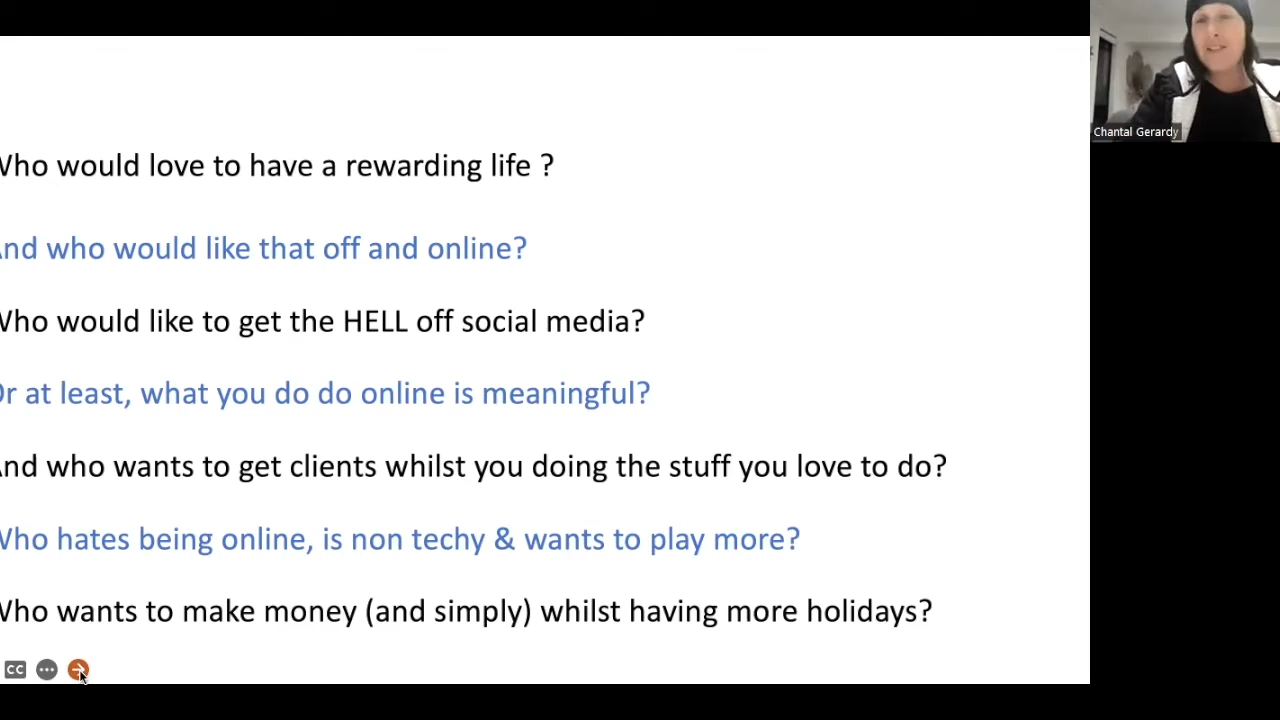 Who would love to have a rewarding life ?
And who would like that off and online?
Who would like to get the HELL off social media?
Or at least, what you do do online is meaningful?
And who wants to get clients whilst you doing the stuff you love to do?
Who hates being online, is non techy & wants to play more?
Who wants to make money (and simply) whilst having more holidays?
CC
Chantal Gerardy